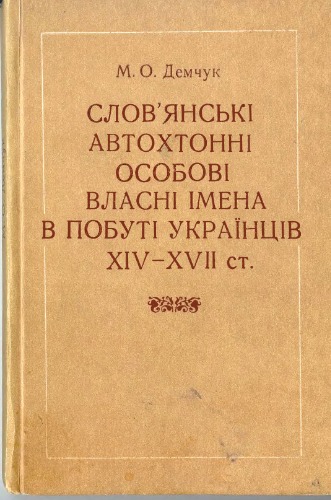 М. О. Демчук
СЛОВ'ЯНСЬКІ
АВТОХТОННІ
ОСОБОВІ
ВЛАСНІ ІМЕНА
В ПОБУТІ УКРАЇНЦІВ
XIV–XVII ст.